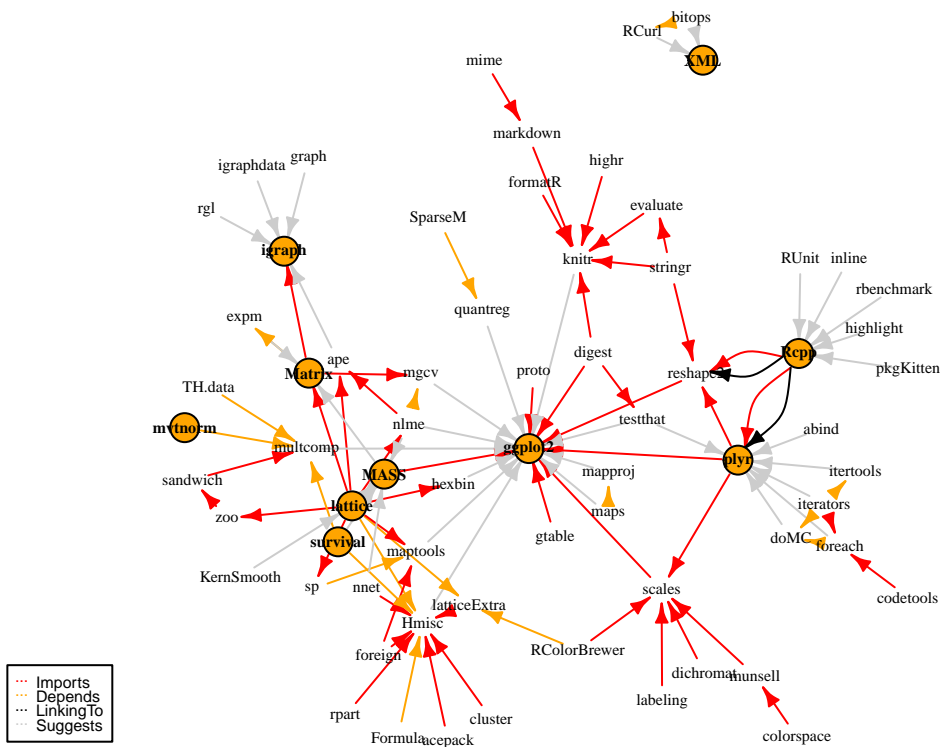 bitops
RCurl
XML
mime
markdown
graph
igraphdata
highr
formatR
rgl
evaluate
SparseM
igraph
knitr
stringr
RUnit
inline
rbenchmark
quantreg
expm
highlight
ape
digest
Rcpp
Matrix
mgcv
proto
reshape2
pkgKitten
TH.data
mvtnorm
nlme
testthat
abind
multcomp
ggplot2
plyr
mapproj
itertools
sandwich
MASS
hexbin
iterators
zoo
lattice
maps
survival
gtable
doMC
foreach
maptools
KernSmooth
sp
nnet
scales
codetools
latticeExtra
Hmisc
foreign
RColorBrewer
dichromat
munsell
labeling
rpart
cluster
colorspace
Formula
acepack
Imports
Depends
LinkingTo
Suggests